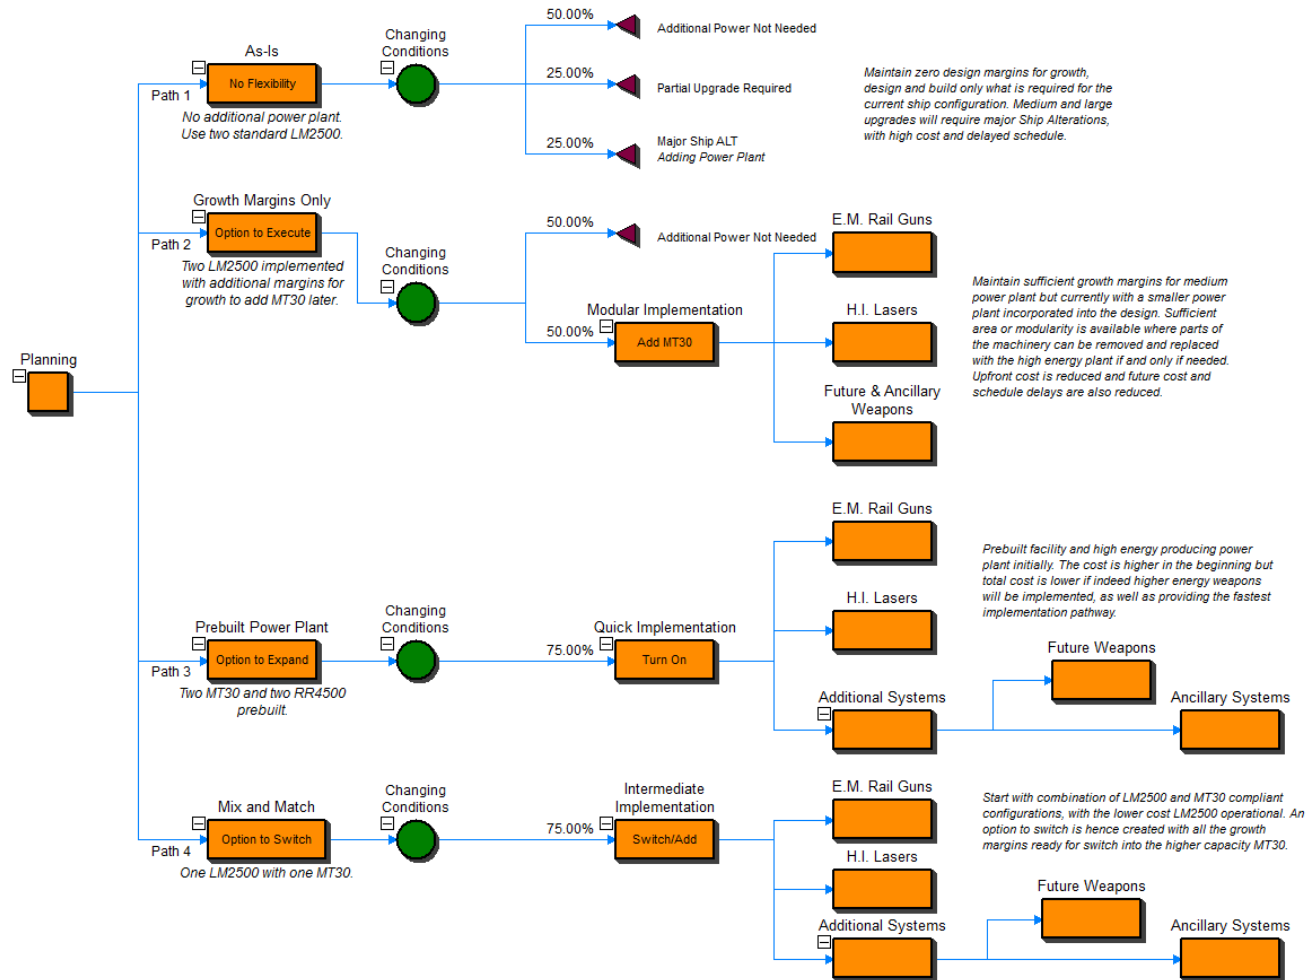 Planning
Path 1
As-Is
No Flexibility
No additional power plant.
Use two standard LM2500.
Changing
Conditions
50.00%
Additional Power Not Needed
25.00%
Partial Upgrade Required
25.00%
Major Ship ALT
Adding Power Plant
Maintain zero design margins for growth,
design and build only what is required for the
current ship configuration. Medium and large
upgrades will require major Ship Alterations,
with high cost and delayed schedule.
Path 2
Growth Margins Only
Option to Execute
Two LM2500 implemented
with additional margins for
growth to add MT30 later.
Changing
Conditions
50.00%
Additional Power Not Needed
50.00%
Modular Implementation
Add MT30
E.M. Rail Guns
H.I. Lasers
Future & Ancillary
Weapons
Maintain sufficient growth margins for medium
power plant but currently with a smaller power
plant incorporated into the design. Sufficient
area or modularity is available where parts of
the machinery can be removed and replaced
with the high energy plant if and only if needed.
Upfront cost is reduced and future cost and
schedule delays are also reduced.
Path 3
Prebuilt Power Plant
Option to Expand
Two MT30 and two RR4500
prebuilt.
Changing
Conditions
75.00%
Quick Implementation
Turn On
E.M. Rail Guns
H.I. Lasers
Additional Systems
Future Weapons
Ancillary Systems
Prebuilt facility and high energy producing power
plant initially. The cost is higher in the beginning but
total cost is lower if indeed higher energy weapons
will be implemented, as well as providing the fastest
implementation pathway.
Path 4
Mix and Match
Option to Switch
One LM2500 with one MT30.
Changing
Conditions
75.00%
Intermediate
Implementation
Switch/Add
E.M. Rail Guns
H.I. Lasers
Additional Systems
Future Weapons
Ancillary Systems
Start with combination of LM2500 and MT30 compliant
configurations, with the lower cost LM2500 operational. An
option to switch is hence created with all the growth
margins ready for switch into the higher capacity MT30.